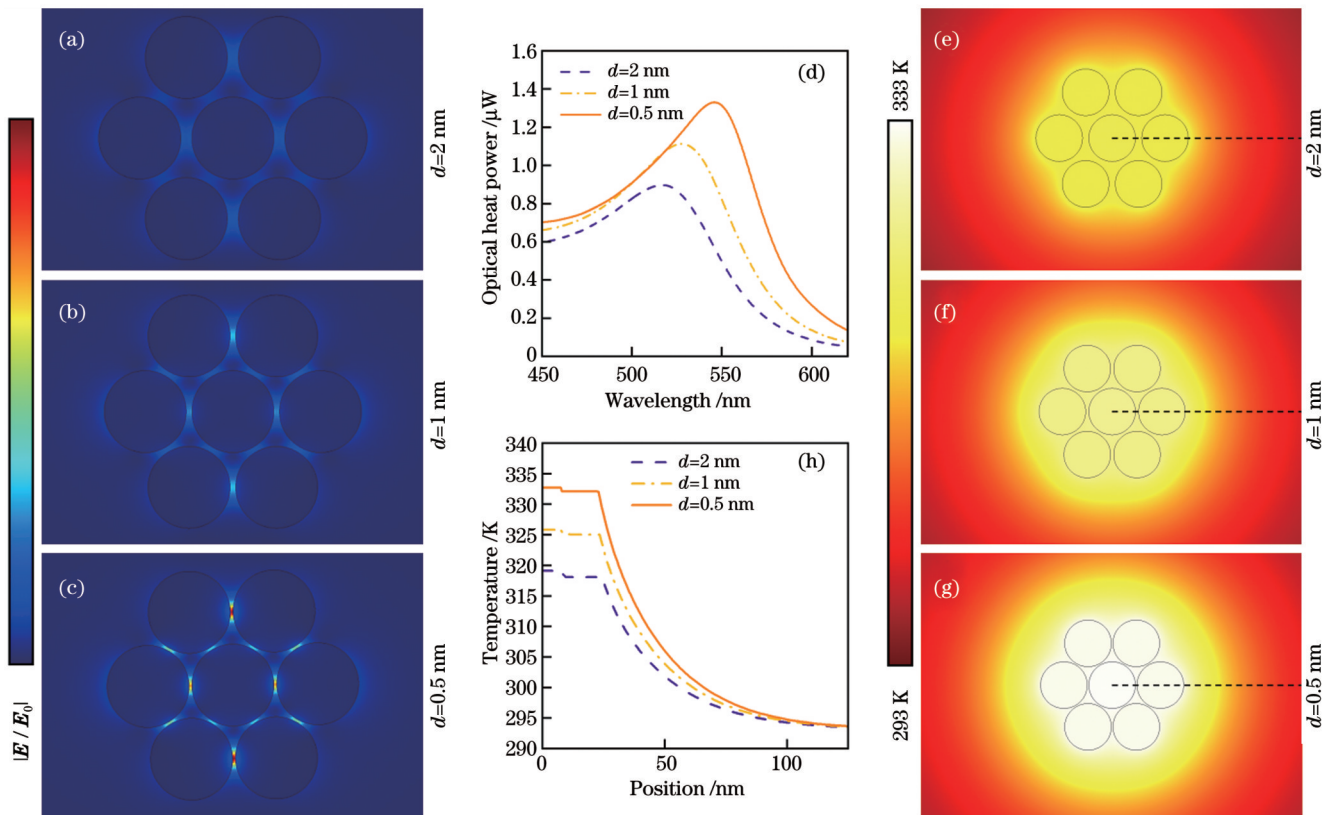 (a)
d=2 nm
(b)
d=1 nm
(c)
d=0.5 nm
|E / E₀|
1.6
1.4
1.2
1.0
0.8
0.6
0.4
0.2
0
Optical heat power /μW
(d)
d=2 nm
d=1 nm
d=0.5 nm
450
500
550
600
Wavelength /nm
340
335
330
325
320
315
310
305
300
295
290
Temperature /K
(h)
d=2 nm
d=1 nm
d=0.5 nm
0
50
100
Position /nm
333 K
293 K
(e)
d=2 nm
(f)
d=1 nm
(g)
d=0.5 nm